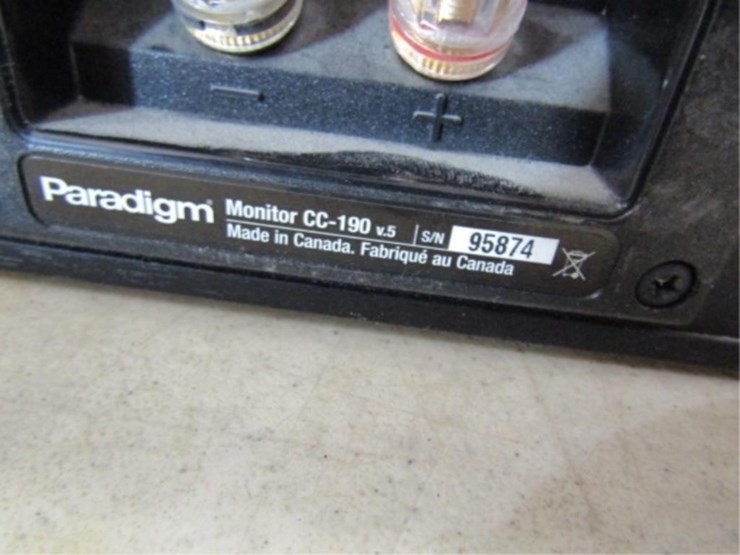 − +
Paradigm® Monitor CC-190 v.5 | S/N 95874
Made in Canada. Fabriqué au Canada